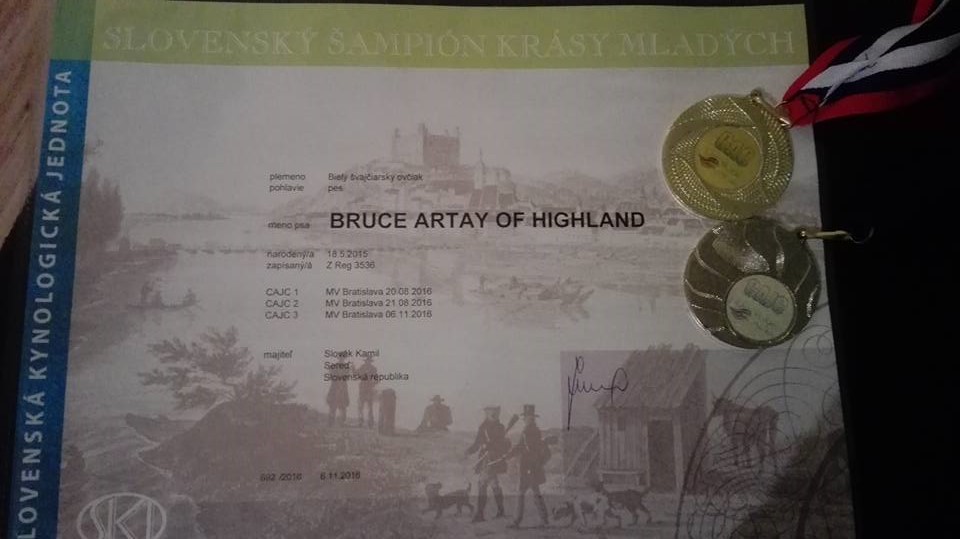 SLOVENSKÝ ŠAMPIÓN KRÁSY MLADÝCH
SLOVENSKÁ KYNOLOGICKÁ JEDNOTA
plemeno Biely švajčiarsky ovčiak
pohlavie pes
meno psa BRUCE ARTAY OF HIGHLAND
narodený/a 18.5.2015
zapísaný/á Z Reg 3536
CAJC 1 MV Bratislava 20.08 2016
CAJC 2 MV Bratislava 21.08 2016
CAJC 3 MV Bratislava 06.11 2016
majiteľ Slovák Kamil
Sereď
Slovenská republika
692 /2016 6.11.2016
SKJ